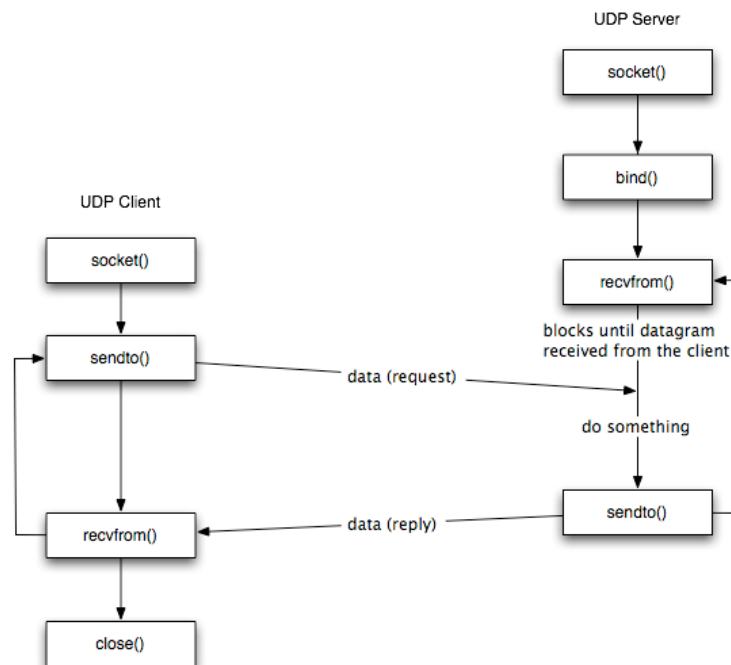 UDP Server
socket()
bind()
UDP Client
socket()
recvfrom()
blocks until datagram
received from the client
sendto()
data (request)
do something
sendto()
data (reply)
recvfrom()
close()